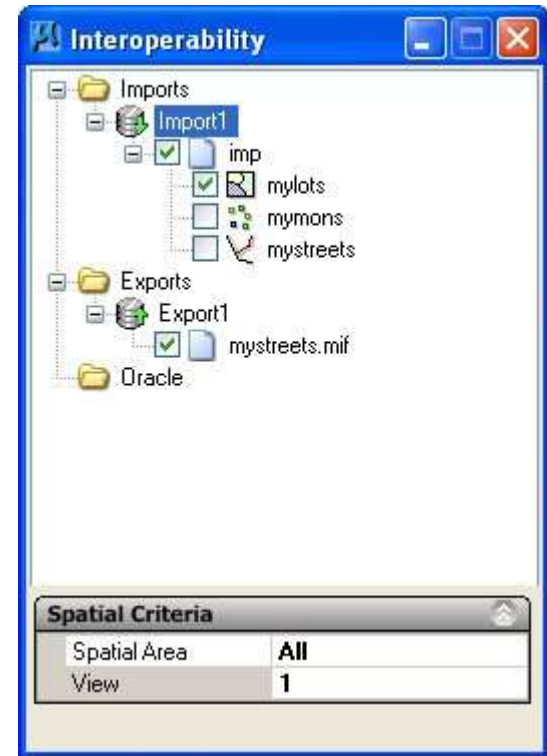 Interoperability
Imports
Import1
imp
mylots
mymons
mystreets
Exports
Export1
mystreets.mif
Oracle
Spatial Criteria
Spatial Area All
View 1